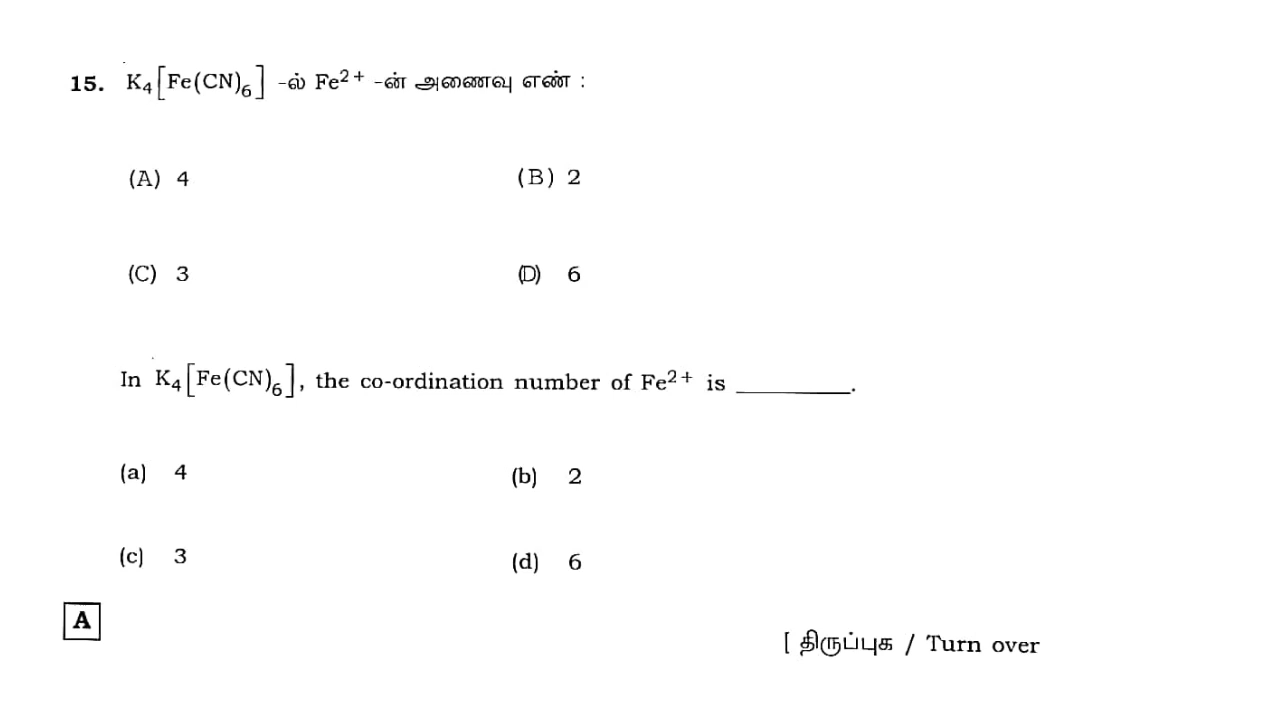 15. K₄[Fe(CN)₆] -ல் Fe²⁺ -ன் அணைவு எண் :
(A) 4 (B) 2
(C) 3 (D) 6
In K₄[Fe(CN)₆], the co-ordination number of Fe²⁺ is ________.
(a) 4 (b) 2
(c) 3 (d) 6
A
[ திருப்புக / Turn over